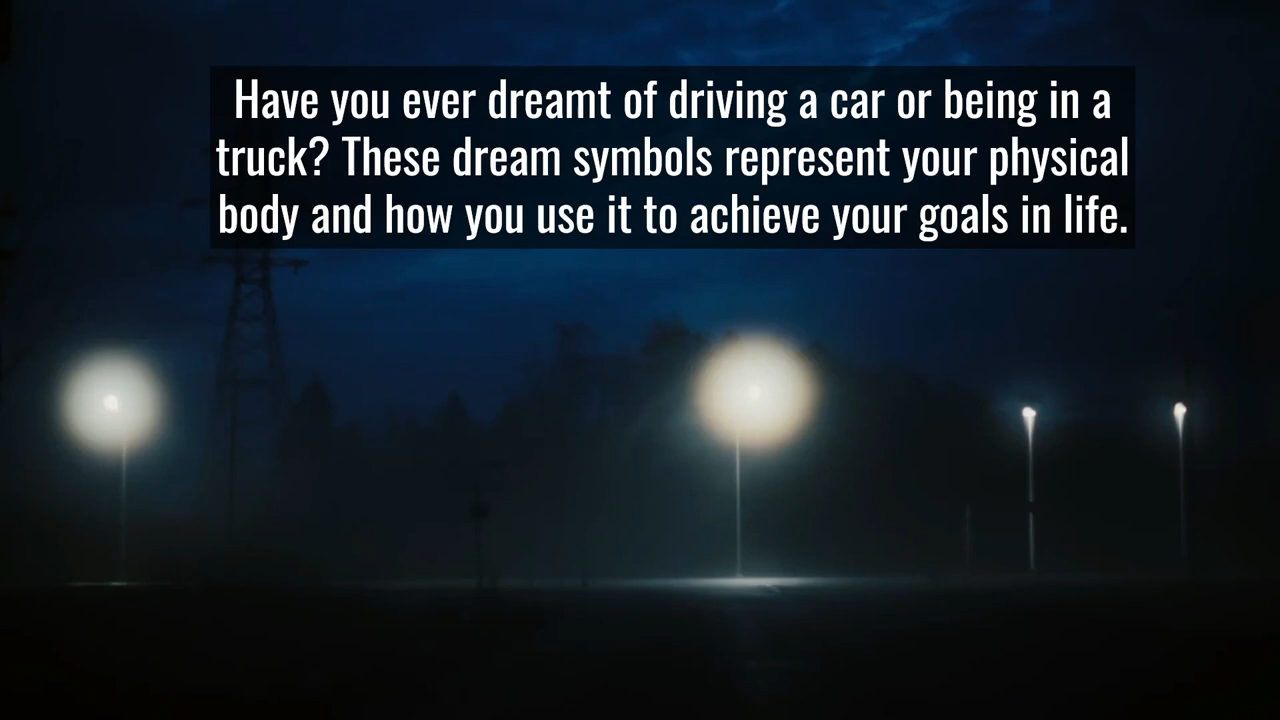 Have you ever dreamt of driving a car or being in a
truck? These dream symbols represent your physical
body and how you use it to achieve your goals in life.